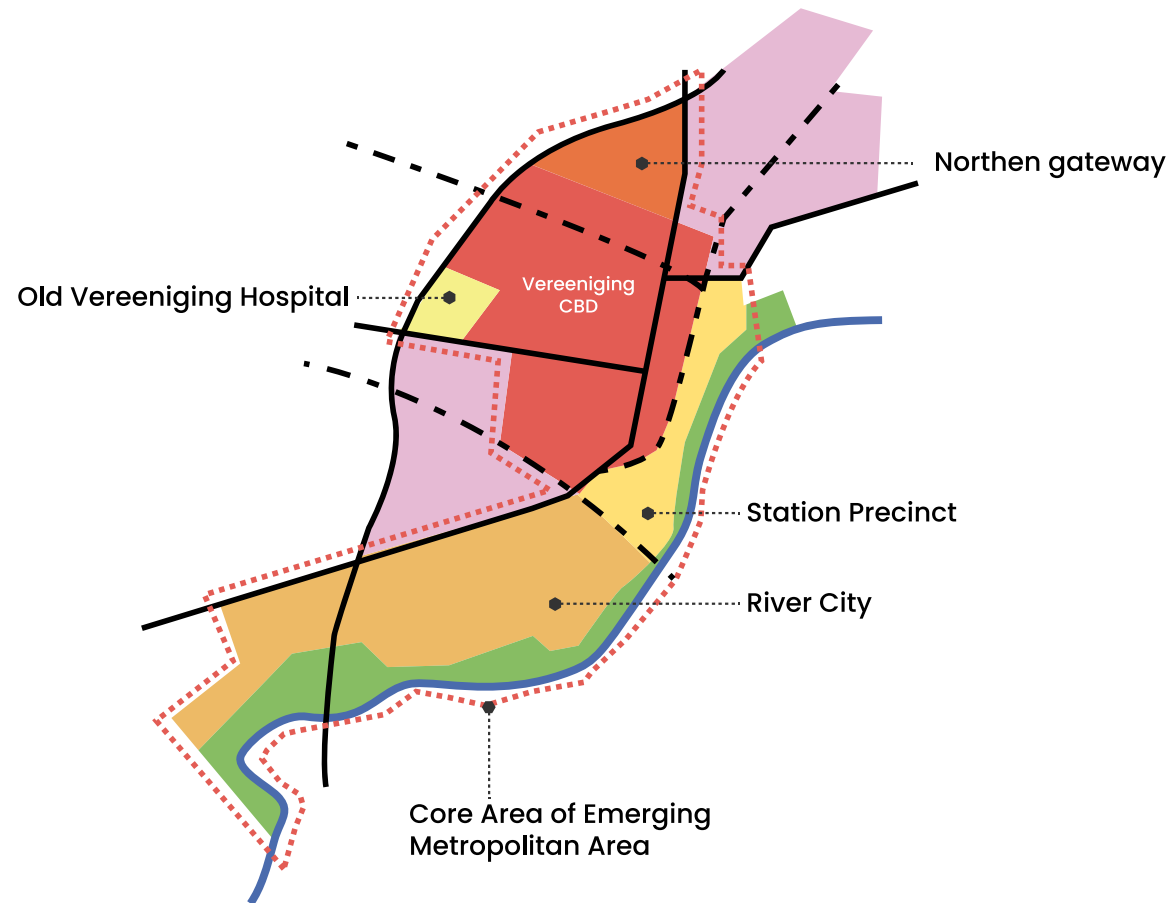 Northen gateway
Old Vereeniging Hospital
Vereeniging
CBD
Station Precinct
River City
Core Area of Emerging
Metropolitan Area